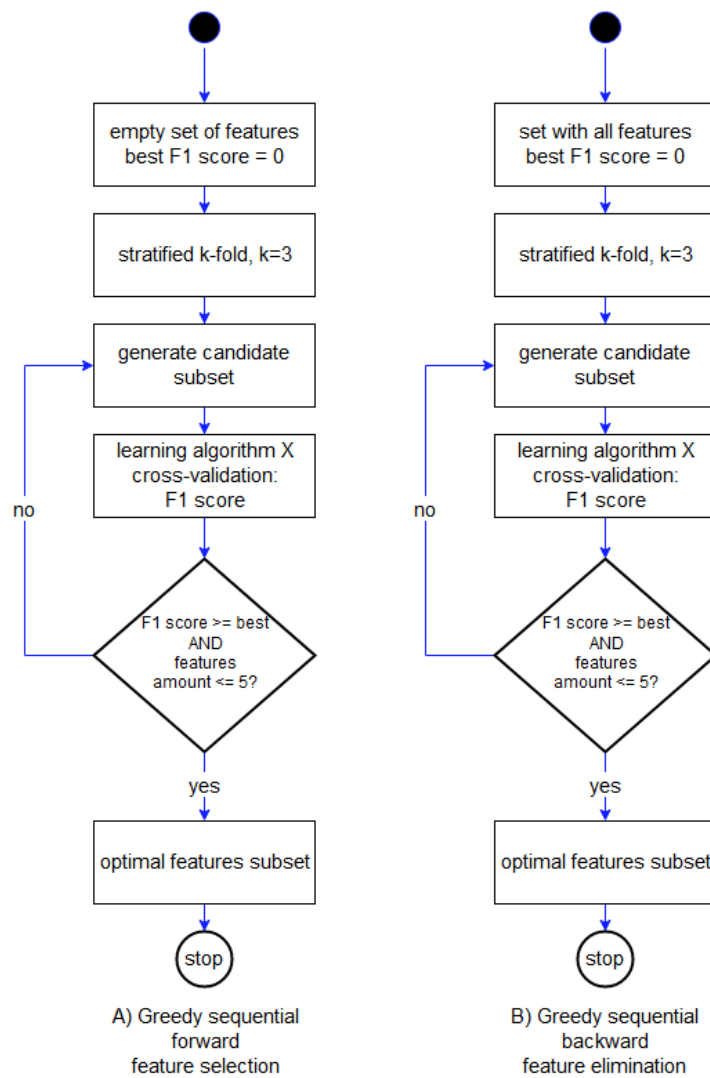 empty set of features
best F1 score = 0
stratified k-fold, k=3
generate candidate
subset
learning algorithm X
cross-validation:
F1 score
no
F1 score >= best
AND
features
amount <= 5?
yes
optimal features subset
stop
A) Greedy sequential
forward
feature selection
set with all features
best F1 score = 0
stratified k-fold, k=3
generate candidate
subset
learning algorithm X
cross-validation:
F1 score
no
F1 score >= best
AND
features
amount <= 5?
yes
optimal features subset
stop
B) Greedy sequential
backward
feature elimination